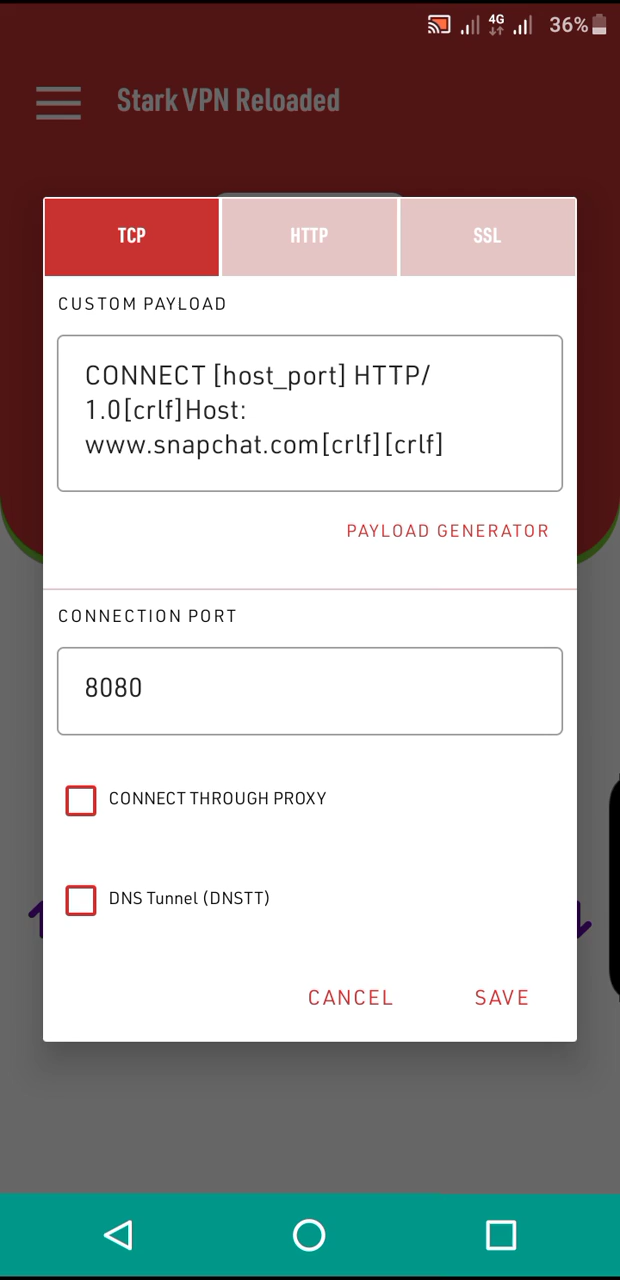 4G 36%
Stark VPN Reloaded
TCP HTTP SSL
CUSTOM PAYLOAD
CONNECT [host_port] HTTP/
1.0[crlf]Host:
www.snapchat.com[crlf][crlf]
PAYLOAD GENERATOR
CONNECTION PORT
8080
CONNECT THROUGH PROXY
DNS Tunnel (DNSTT)
CANCEL SAVE